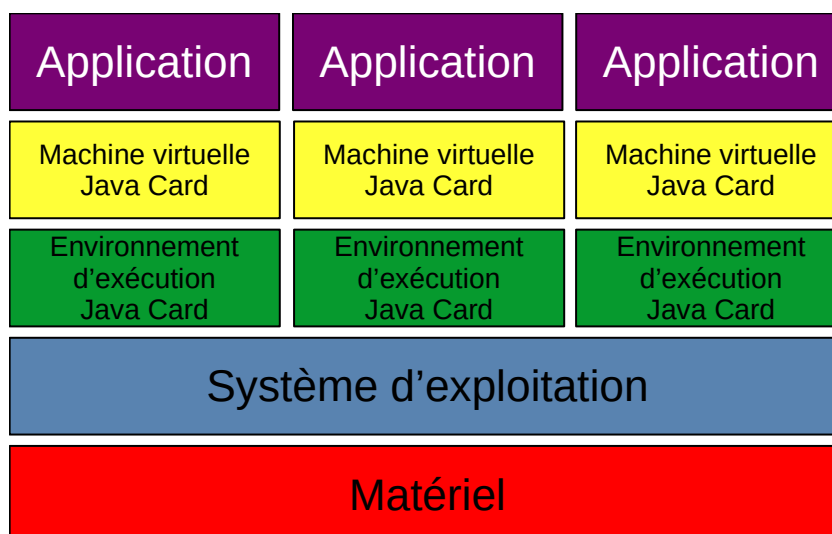 Application
Application
Application
Machine virtuelle
Java Card
Machine virtuelle
Java Card
Machine virtuelle
Java Card
Environnement
d’exécution
Java Card
Environnement
d’exécution
Java Card
Environnement
d’exécution
Java Card
Système d’exploitation
Matériel